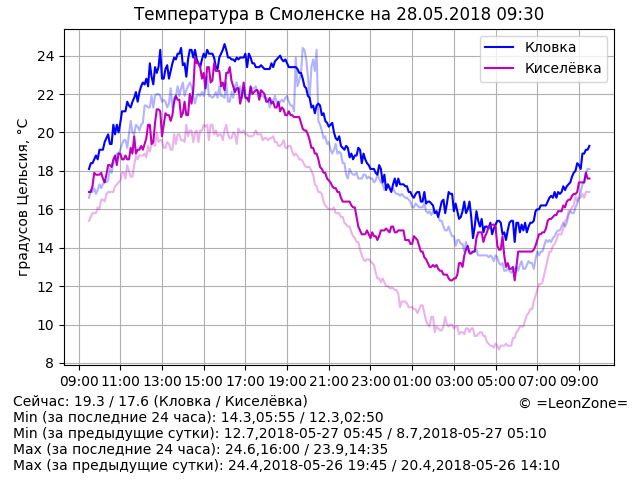 Температура в Смоленске на 28.05.2018 09:30
градусов Цельсия, °C
24
22
20
18
16
14
12
10
8
Кловка
Киселёвка
09:00 11:00 13:00 15:00 17:00 19:00 21:00 23:00 01:00 03:00 05:00 07:00 09:00
Сейчас: 19.3 / 17.6 (Кловка / Киселёвка)
© =LeonZone=
Min (за последние 24 часа): 14.3,05:55 / 12.3,02:50
Min (за предыдущие сутки): 12.7,2018-05-27 05:45 / 8.7,2018-05-27 05:10
Max (за последние 24 часа): 24.6,16:00 / 23.9,14:35
Max (за предыдущие сутки): 24.4,2018-05-26 19:45 / 20.4,2018-05-26 14:10